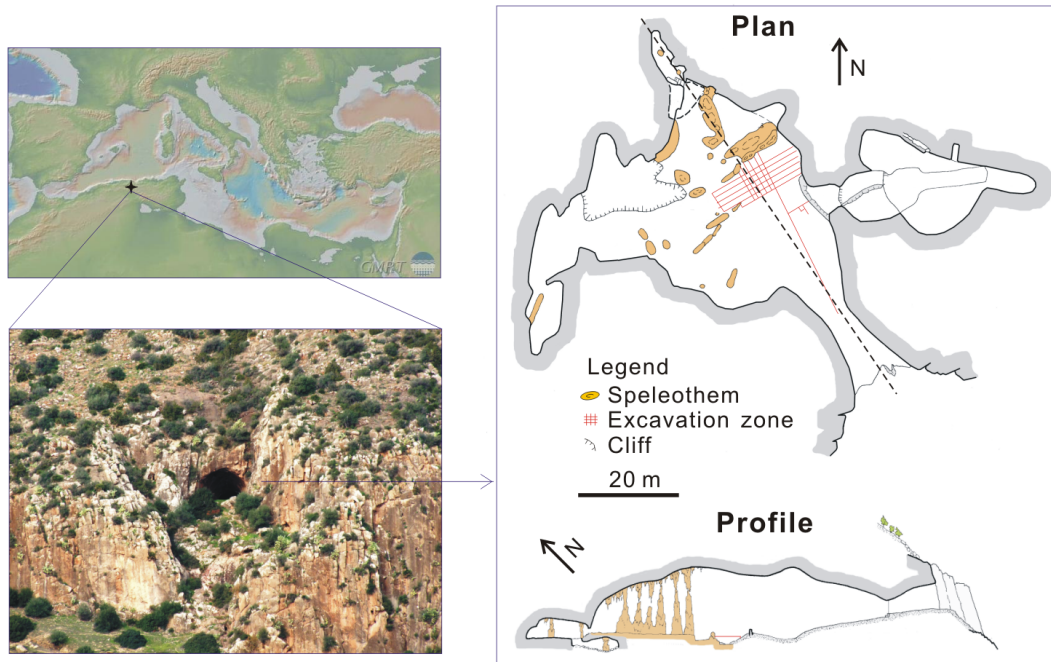 GMRT
Plan
N
Legend
Speleothem
Excavation zone
Cliff
20 m
Profile
N